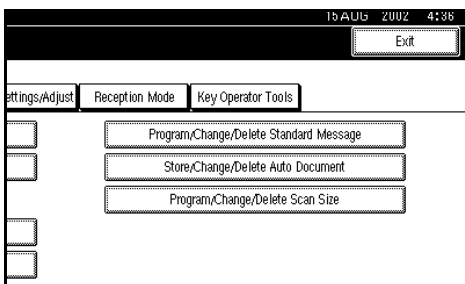 15 AUG 2002 4:36
Exit
ettings/Adjust Reception Mode Key Operator Tools
Program/Change/Delete Standard Message
Store/Change/Delete Auto Document
Program/Change/Delete Scan Size